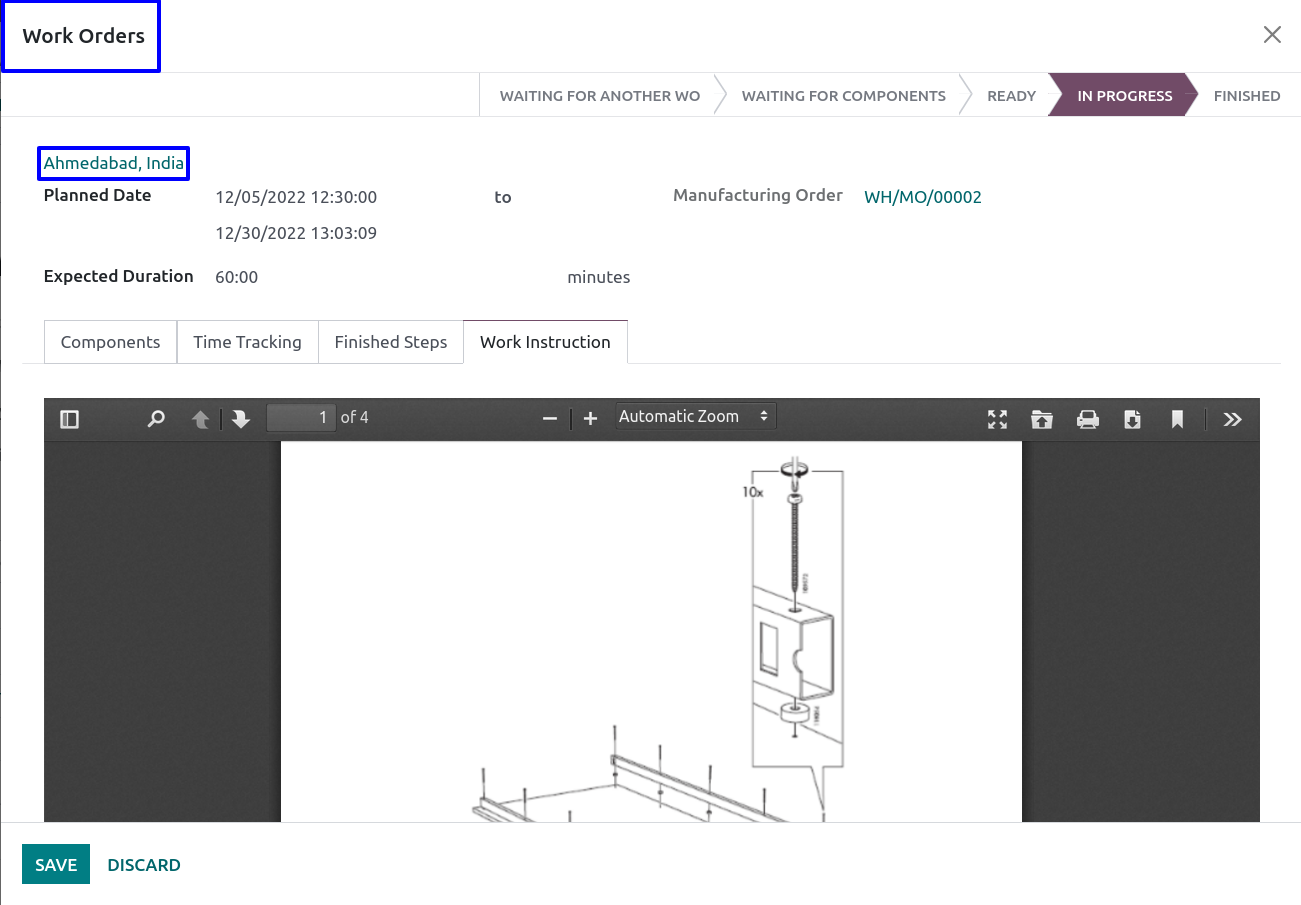 Work Orders
WAITING FOR ANOTHER WO
WAITING FOR COMPONENTS
READY
IN PROGRESS
FINISHED
Ahmedabad, India
Planned Date 12/05/2022 12:30:00 to
12/30/2022 13:03:09
Manufacturing Order WH/MO/00002
Expected Duration 60:00 minutes
Components Time Tracking Finished Steps Work Instruction
1 of 4 Automatic Zoom
10x
SAVE DISCARD